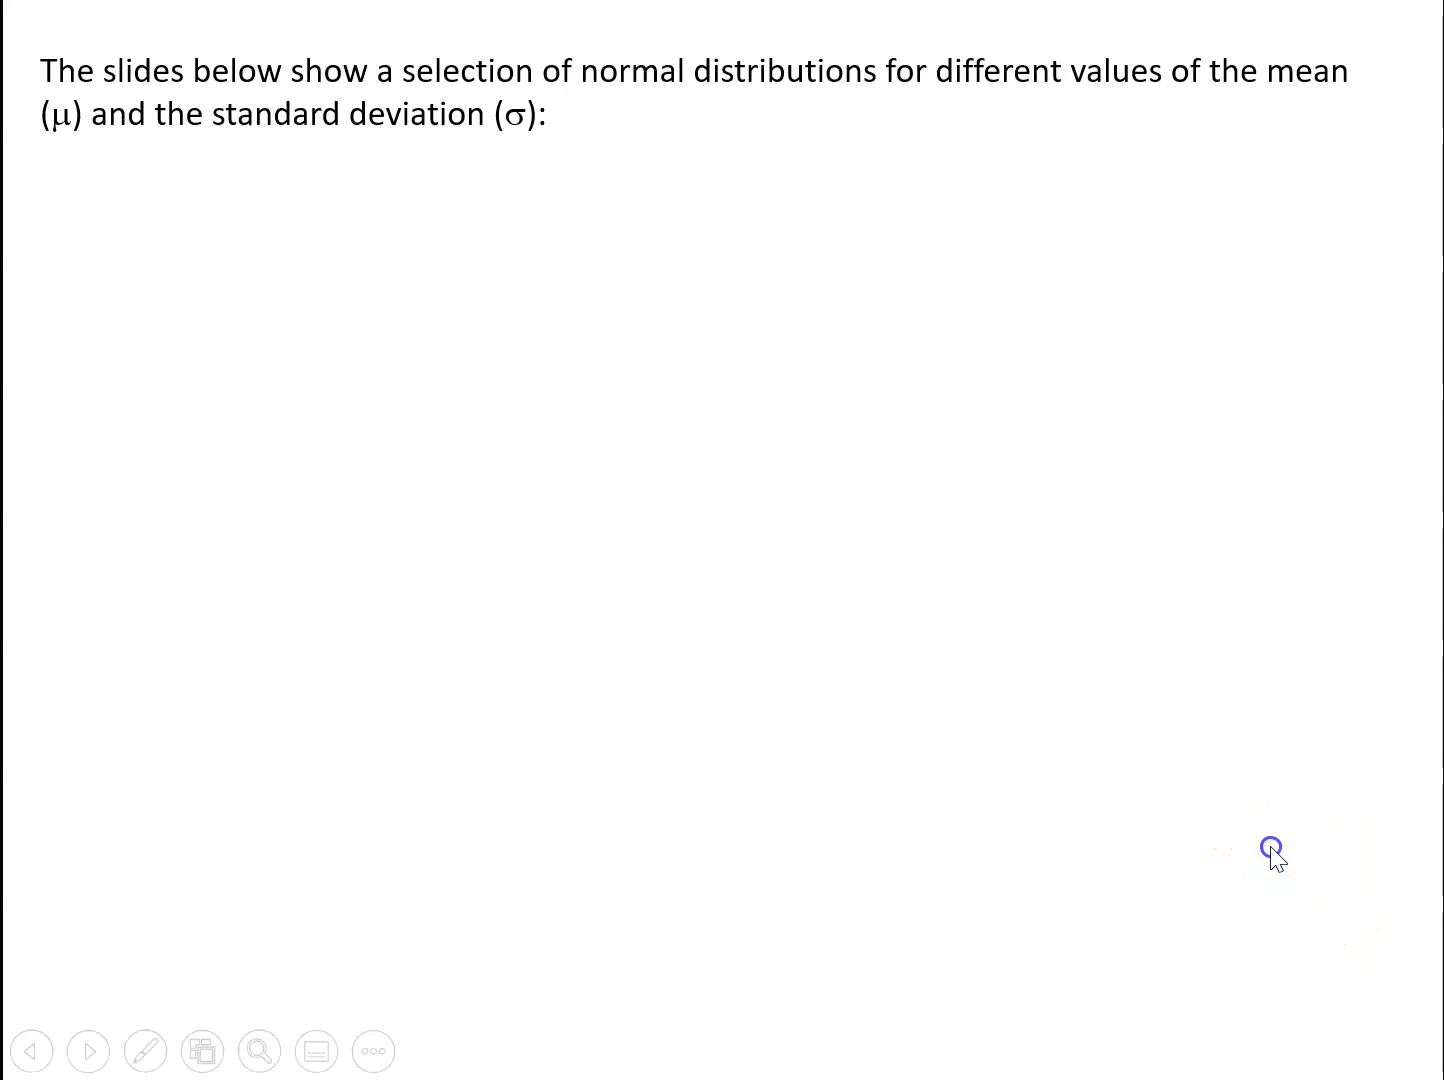 The slides below show a selection of normal distributions for different values of the mean
(μ) and the standard deviation (σ):